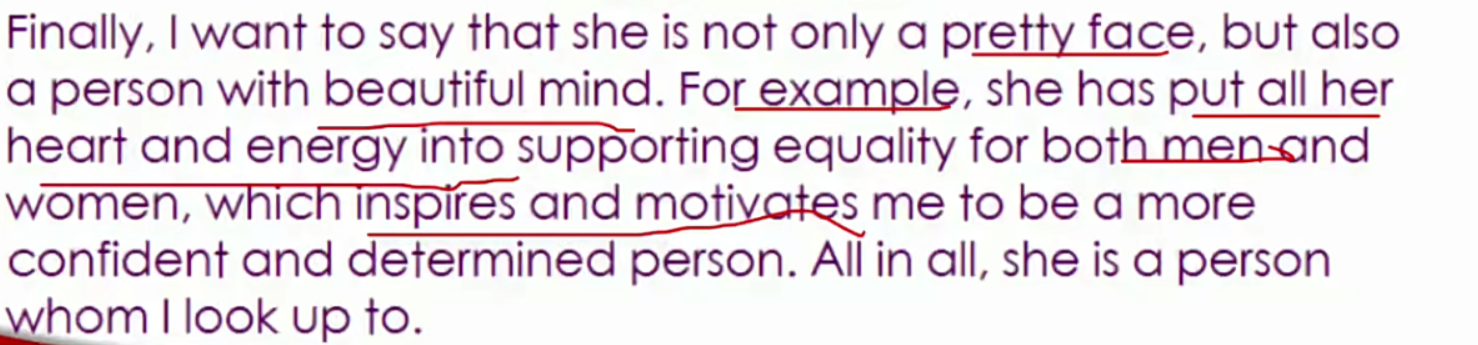 Finally, I want to say that she is not only a pretty face, but also
a person with beautiful mind. For example, she has put all her
heart and energy into supporting equality for both men and
women, which inspires and motivates me to be a more
confident and determined person. All in all, she is a person
whom I look up to.